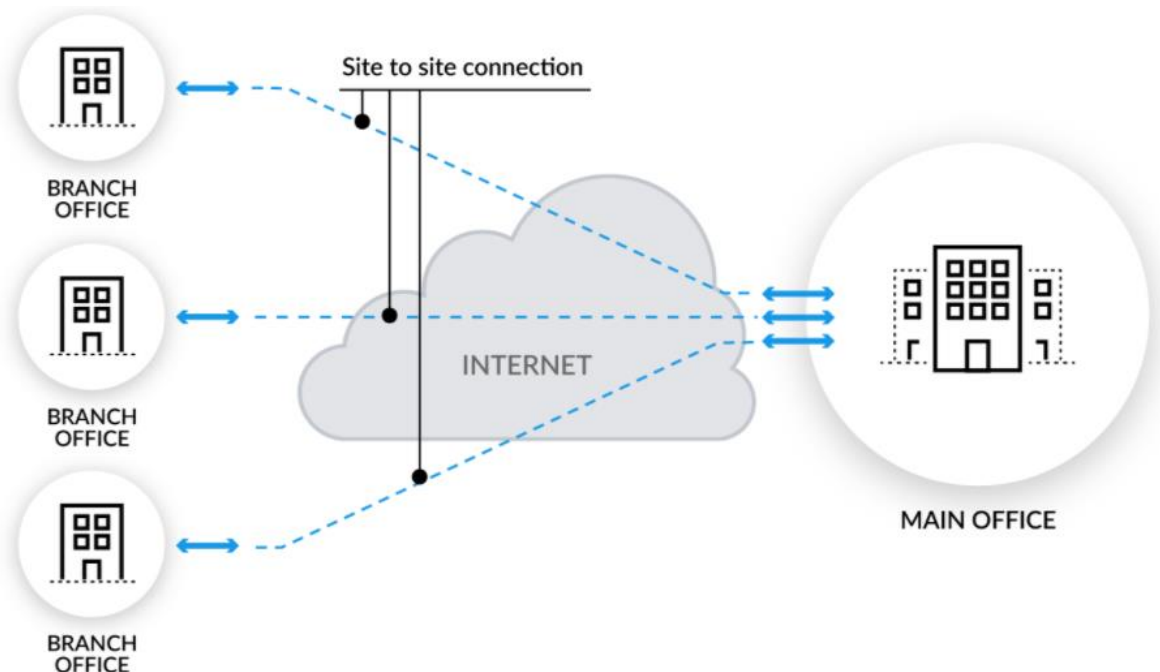 Site to site connection
BRANCH
OFFICE
BRANCH
OFFICE
INTERNET
MAIN OFFICE
BRANCH
OFFICE